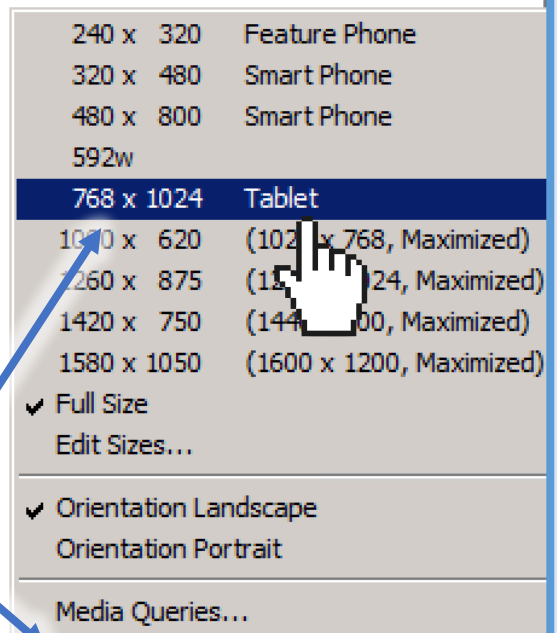 240 x 320 Feature Phone
320 x 480 Smart Phone
480 x 800 Smart Phone
592w
768 x 1024 Tablet
x 620 x 768, Maximized)
1260 x 875 Maximized)
1420 x 750 Maximized)
1580 x 1050 (1600 x 1200, Maximized)
Full Size
Edit Sizes...
Orientation Landscape
Orientation Portrait
Media Queries...